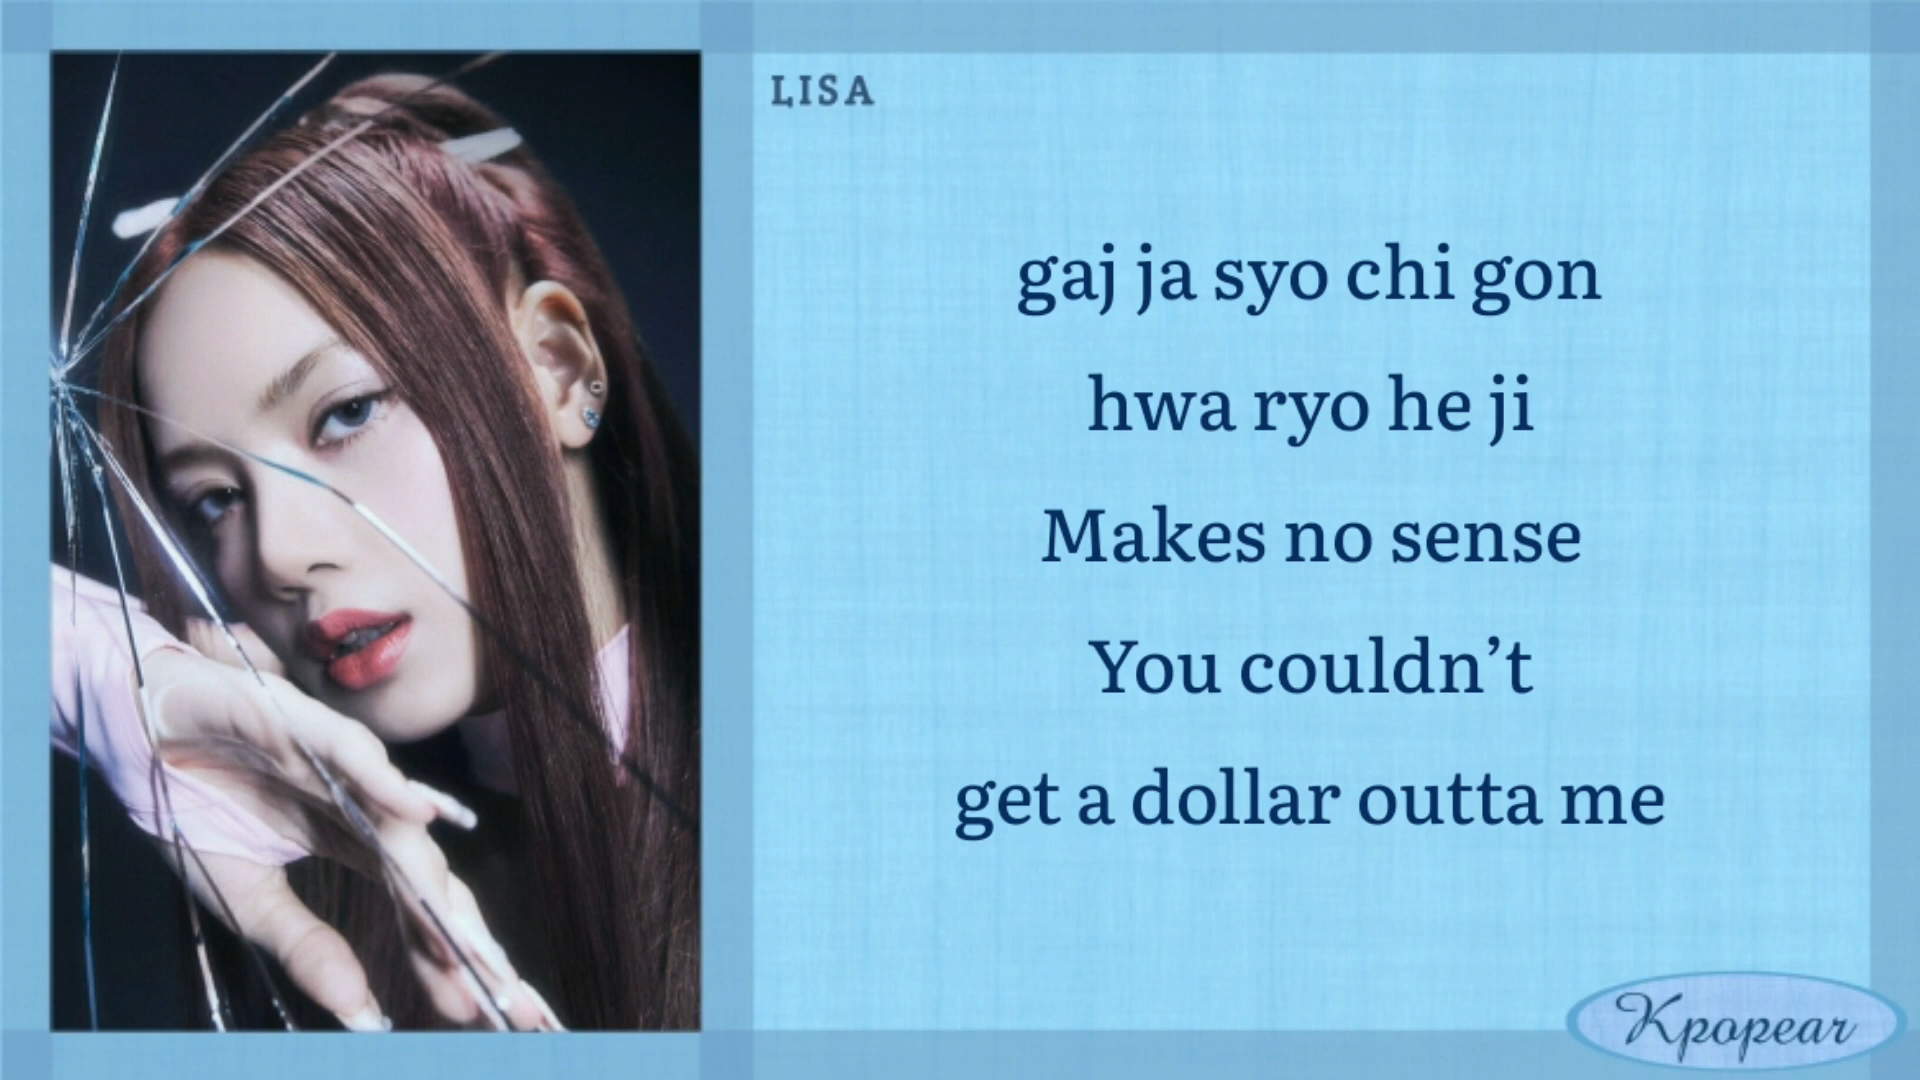 LISA
gaj ja syo chi gon
hwa ryo he ji
Makes no sense
You couldn’t
get a dollar outta me
Kpopear